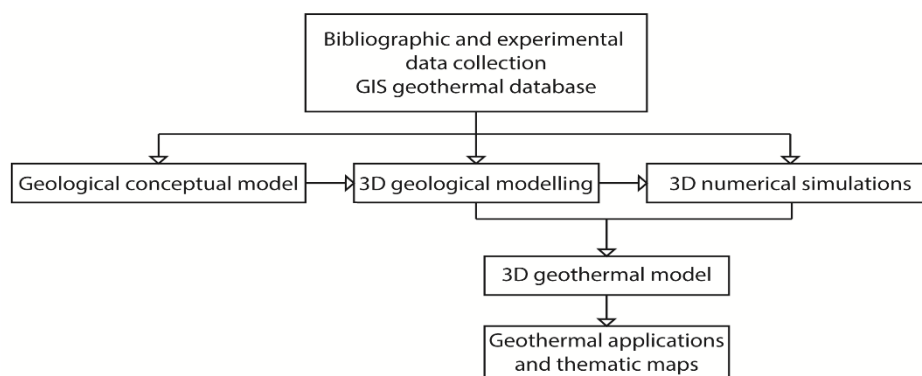 Bibliographic and experimental
data collection
GIS geothermal database
Geological conceptual model
3D geological modelling
3D numerical simulations
3D geothermal model
Geothermal applications
and thematic maps